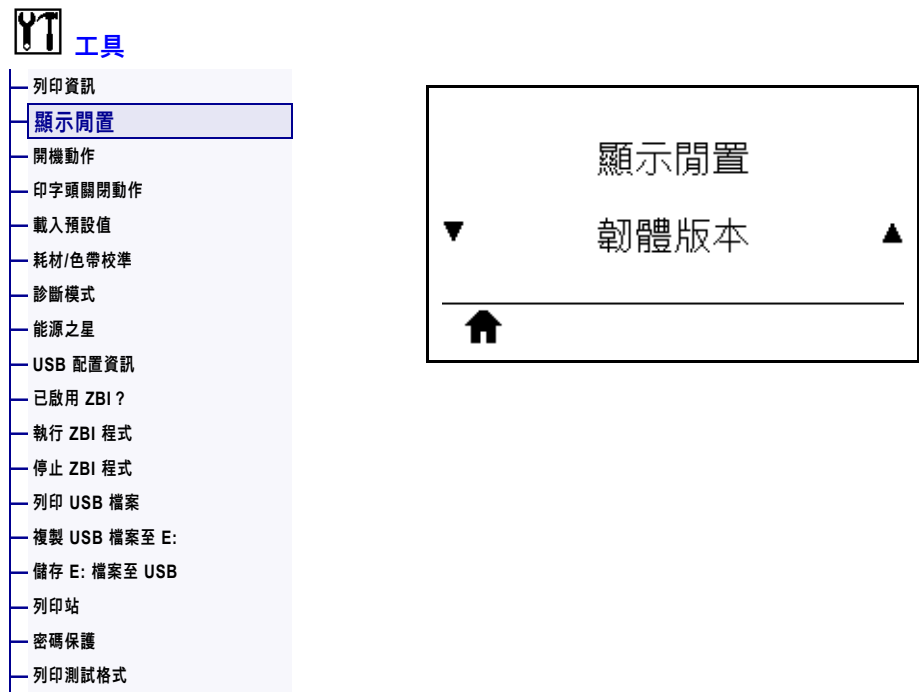 工具
列印資訊
顯示閒置
開機動作
印字頭關閉動作
載入預設值
耗材/色帶校準
診斷模式
能源之星
USB 配置資訊
已啟用 ZBI？
執行 ZBI 程式
停止 ZBI 程式
列印 USB 檔案
複製 USB 檔案至 E:
儲存 E: 檔案至 USB
列印站
密碼保護
列印測試格式
顯示閒置
韌體版本